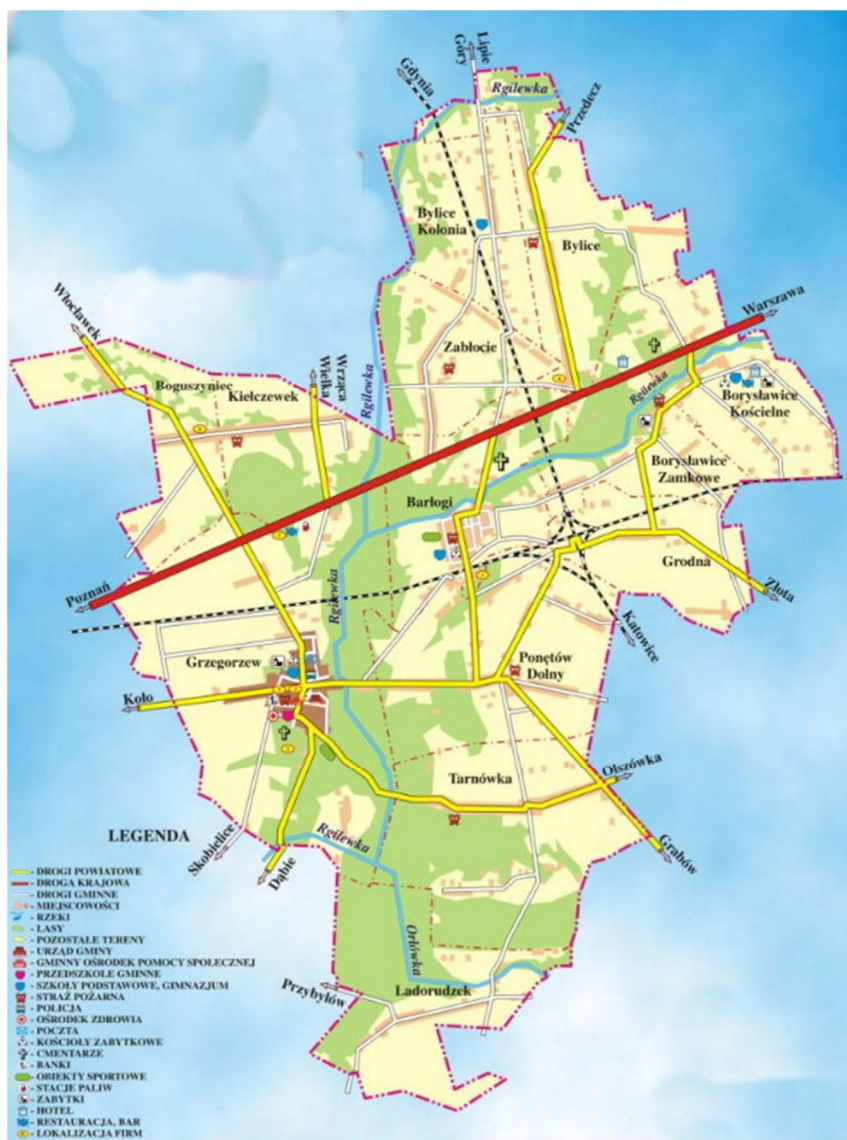 Lipie
Góry
Gdynia
Rgilewka
Przedecz
Bylice
Kolonia
Bylice
Warszawa
Włocławek
Zabłocie
Wrząca
Wielka
Boguszyniec
Kiełczewek
Rgilewka
Rgilewka
Borysławice
Kościelne
Borysławice
Zamkowe
Barłogi
Grodna
Poznań
Rgilewka
Złota
Katowice
Grzegorzew
Ponętów
Dolny
Koło
Olszówka
Tarnówka
Grabów
Skobielice
Rgilewka
Dąbie
Orłówka
Przybyłów
Ladorudzek
LEGENDA
- DROGI POWIATOWE
- DROGA KRAJOWA
- DROGI GMINNE
- MIEJSCOWOŚCI
- RZEKI
- LASY
- POZOSTAŁE TERENY
- URZĄD GMINY
- GMINNY OŚRODEK POMOCY SPOŁECZNEJ
- PRZEDSZKOLE GMINNE
- SZKOŁY PODSTAWOWE, GIMNAZJUM
- STRAŻ POŻARNA
- POLICJA
- OŚRODEK ZDROWIA
- POCZTA
- KOŚCIOŁY ZABYTKOWE
- CMENTARZE
- BANKI
- OBIEKTY SPORTOWE
- STACJE PALIW
- ZABYTKI
- HOTEL
- RESTAURACJA, BAR
- LOKALIZACJA FIRM